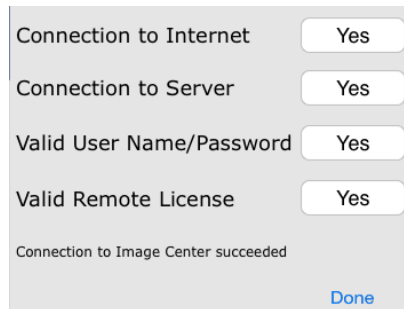 Connection to Internet Yes
Connection to Server Yes
Valid User Name/Password Yes
Valid Remote License Yes
Connection to Image Center succeeded
Done